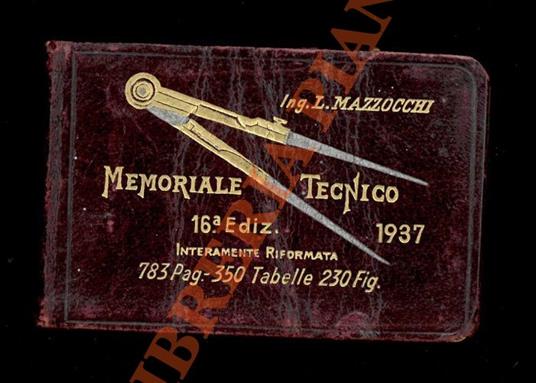 Ing. L. MAZZOCCHI
MEMORIALE TECNICO
16ª Ediz. 1937
INTERAMENTE RIFORMATA
783 Pag.-350 Tabelle 230 Fig.